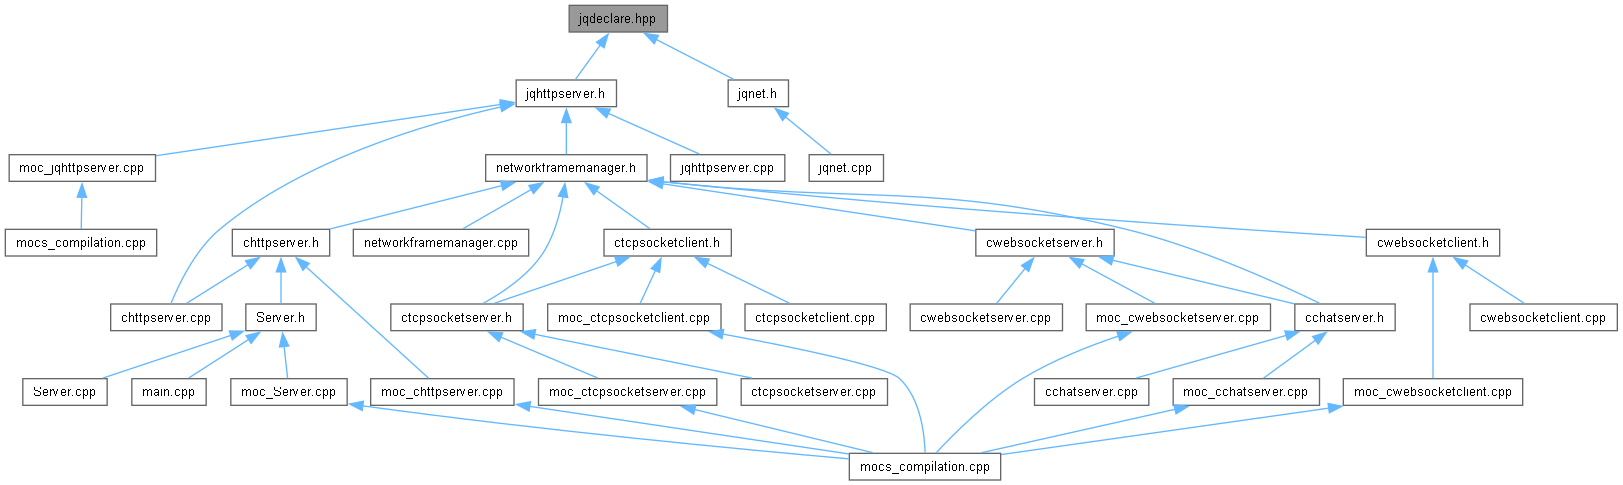 jqdeclare.hpp
jqhttpserver.h
jqnet.h
moc_jqhttpserver.cpp
networkframemanager.h
jqhttpserver.cpp
jqnet.cpp
mocs_compilation.cpp
chttpserver.h
networkframemanager.cpp
ctcpsocketclient.h
cwebsocketserver.h
cwebsocketclient.h
chttpserver.cpp
Server.h
ctcpsocketserver.h
moc_ctcpsocketclient.cpp
ctcpsocketclient.cpp
cwebsocketserver.cpp
moc_cwebsocketserver.cpp
cchatserver.h
cwebsocketclient.cpp
Server.cpp
main.cpp
moc_Server.cpp
moc_chttpserver.cpp
moc_ctcpsocketserver.cpp
ctcpsocketserver.cpp
cchatserver.cpp
moc_cchatserver.cpp
moc_cwebsocketclient.cpp
mocs_compilation.cpp